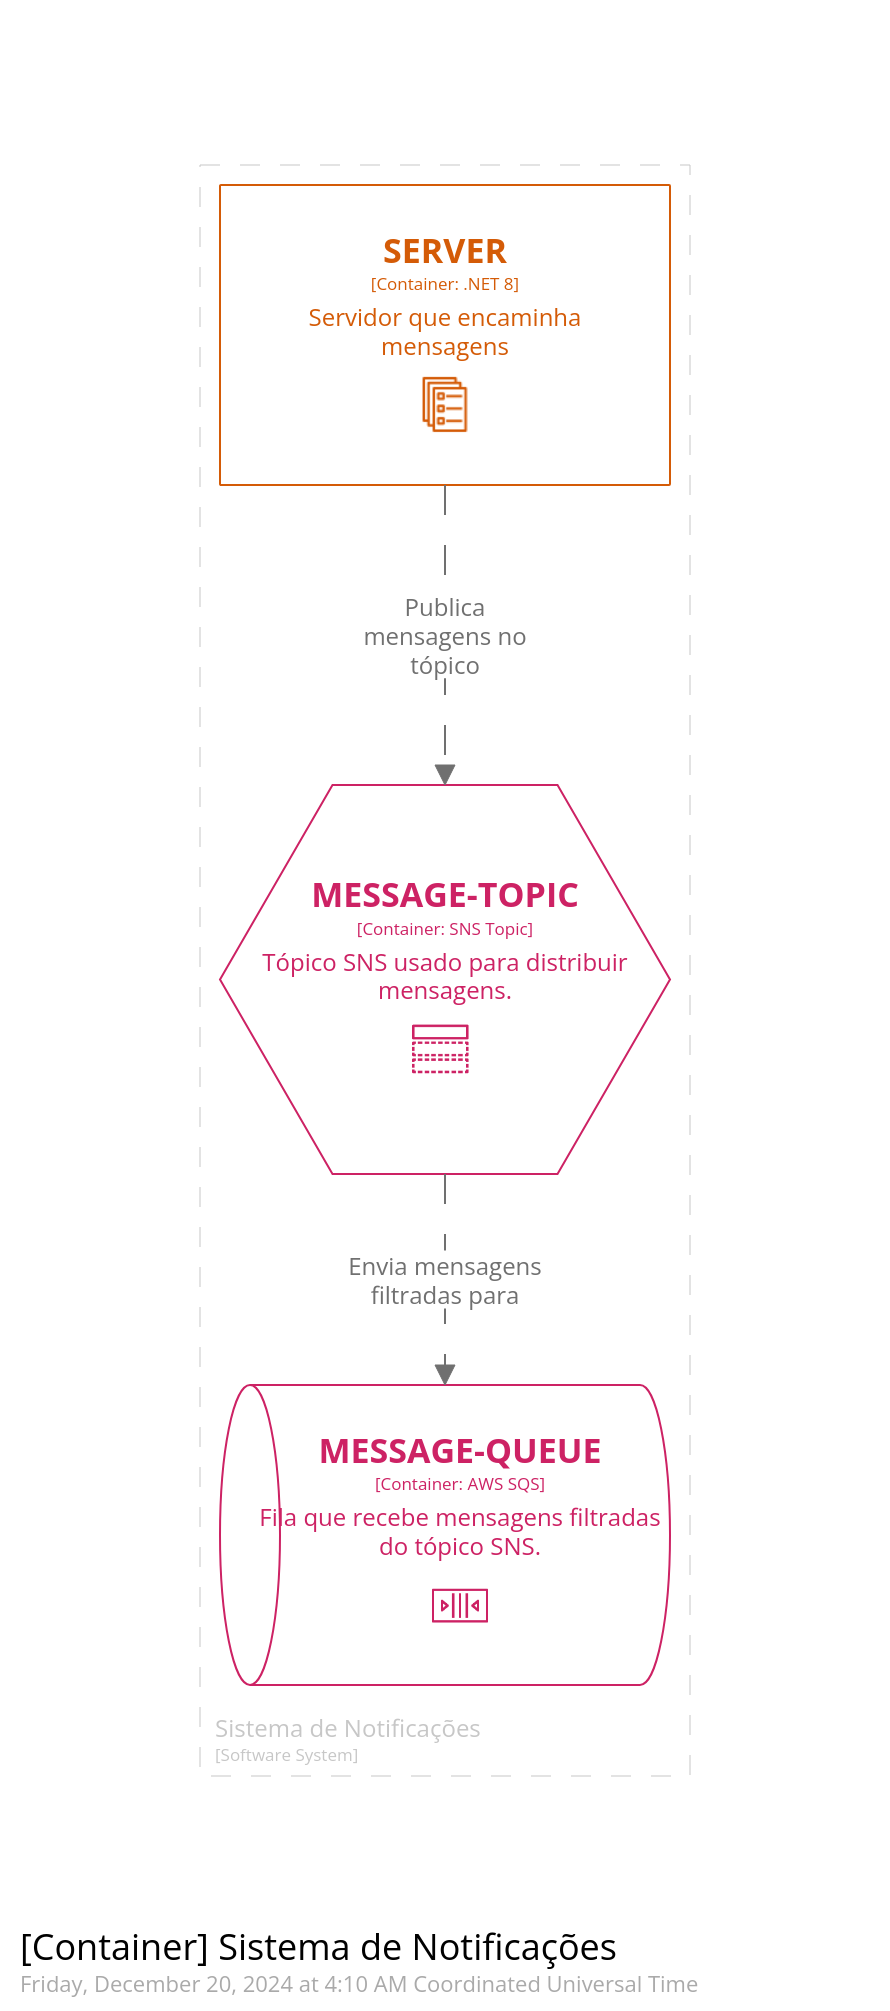 SERVER
[Container: .NET 8]
Servidor que encaminha
mensagens
Publica
mensagens no
tópico
MESSAGE-TOPIC
[Container: SNS Topic]
Tópico SNS usado para distribuir
mensagens.
Envia mensagens
filtradas para
MESSAGE-QUEUE
[Container: AWS SQS]
Fila que recebe mensagens filtradas
do tópico SNS.
Sistema de Notificações
[Software System]
[Container] Sistema de Notificações
Friday, December 20, 2024 at 4:10 AM Coordinated Universal Time